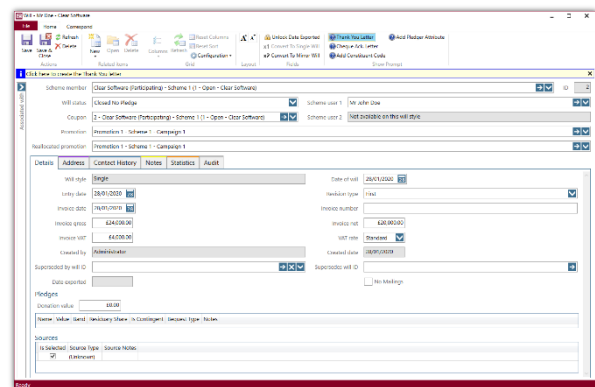 Will - Mr Doe - Clear Software
File Home Correspond
Save Save & Close Refresh Delete
New Open Delete
Columns Refresh Reset Columns Reset Sort Configuration
Unlock Date Exported Convert To Single Will Convert To Mirror Will
Thank You Letter Cheque Ack. Letter Add Constituent Code Add Pledger Attribute
Actions Related Items Grid Layout Fields Show Prompt
Click here to create the Thank You letter
Associated with
Scheme member Clear Software (Participating) - Scheme 1 (1 - Open - Clear Software) ID 2
Will status Closed No Pledge Scheme user 1 Mr John Doe
Coupon 2 - Clear Software (Participating) - Scheme 1 (1 - Open - Clear Software) Scheme user 2 Not available on this will style
Promotion Promotion 1 - Scheme 1 - Campaign 1
Reallocated promotion Promotion 1 - Scheme 1 - Campaign 1
Details Address Contact History Notes Statistics Audit
Will style Single Date of will 28/01/2020
Entry date 28/01/2020 Revision type First
Invoice date 28/01/2020 Invoice number
Invoice gross £24,000.00 Invoice net £20,000.00
Invoice VAT £4,000.00 VAT rate Standard
Created by Administrator Created date 28/01/2020
Superseded by will ID Supersedes will ID
Date exported No Mailings
Pledges
Donation value £0.00
Name Value Band Residuary Share Is Contingent Bequest Type Notes
Sources
Is Selected Source Type Source Notes
(Unknown)
Ready